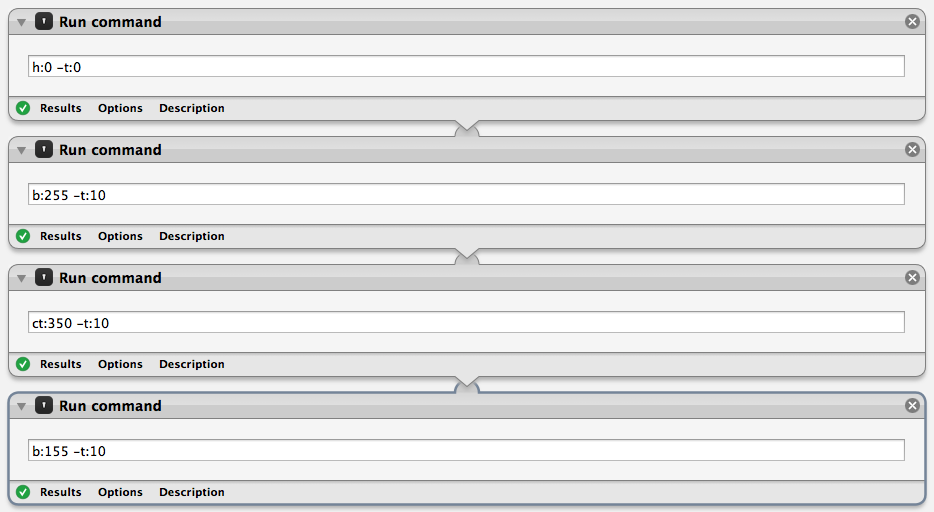 Run command
h:0 -t:0
Results Options Description
Run command
b:255 -t:10
Results Options Description
Run command
ct:350 -t:10
Results Options Description
Run command
b:155 -t:10
Results Options Description